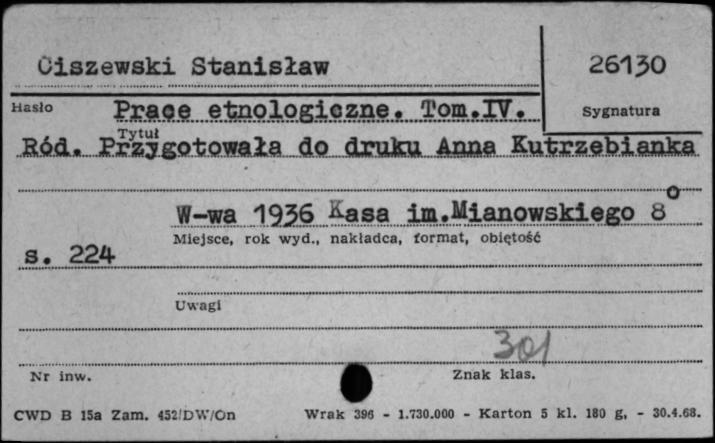 Ciszewski Stanisław
26130
Hasło
Sygnatura
Prace etnologiczne. Tom.IV.
Tytuł
Ród. Przygotowała do druku Anna Kutrzebianka
W-wa 1936 Kasa im.Mianowskiego 8°
Miejsce, rok wyd., nakładca, format, obiętość
s. 224
Uwagi
301
Nr inw.
Znak klas.
CWD B 15a Zam. 452/DW/On Wrak 396 - 1.730.000 - Karton 5 kl. 180 g, - 30.4.68.